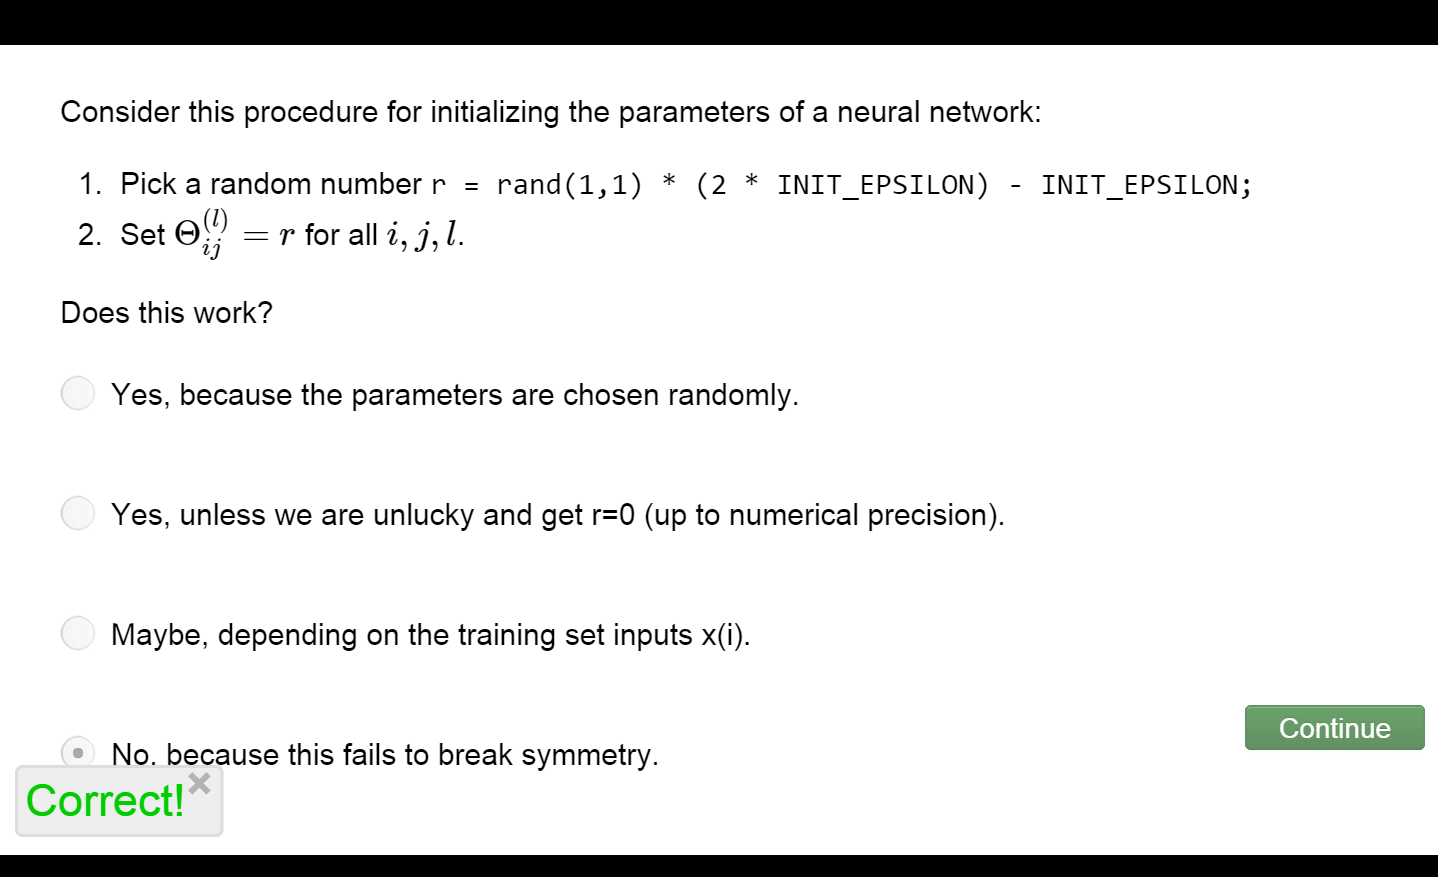 Consider this procedure for initializing the parameters of a neural network:
1. Pick a random number r = rand(1,1) * (2 * INIT_EPSILON) - INIT_EPSILON;
2. Set Θ_{ij}^{(l)} = r for all i, j, l.
Does this work?
Yes, because the parameters are chosen randomly.
Yes, unless we are unlucky and get r=0 (up to numerical precision).
Maybe, depending on the training set inputs x(i).
Continue
No, because this fails to break symmetry.
Correct!